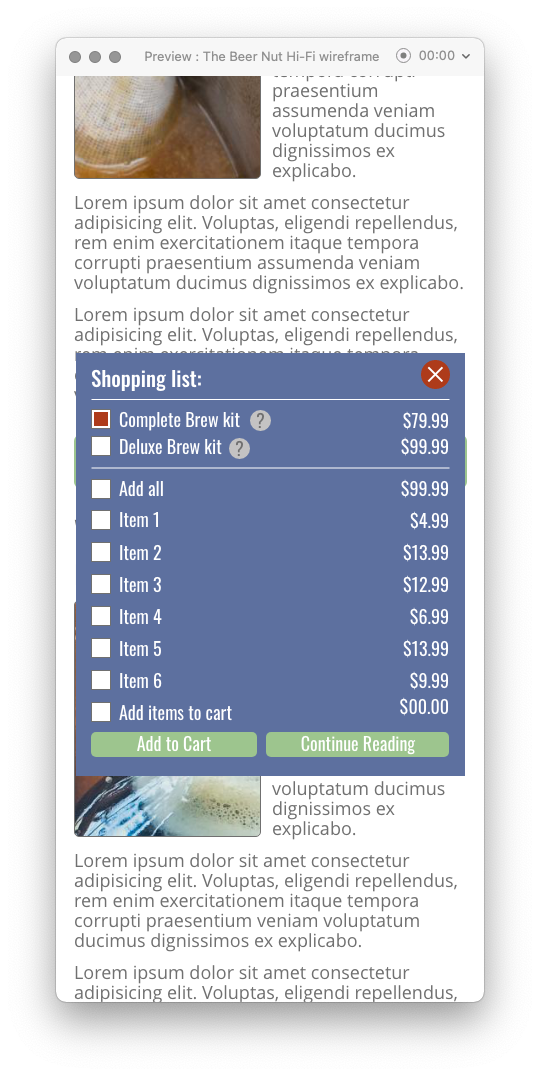 Preview : The Beer Nut Hi-Fi wireframe 00:00
tempora corrupti
praesentium
assumenda veniam
voluptatum ducimus
dignissimos ex
explicabo.
Lorem ipsum dolor sit amet consectetur
adipisicing elit. Voluptas, eligendi repellendus,
rem enim exercitationem itaque tempora
corrupti praesentium assumenda veniam
voluptatum ducimus dignissimos ex explicabo.
Lorem ipsum dolor sit amet consectetur
adipisicing elit. Voluptas, eligendi repellendus,
rem enim exercitationem itaque tempora
Shopping list:
Complete Brew kit ? $79.99
Deluxe Brew kit ? $99.99
Add all $99.99
Item 1 $4.99
Item 2 $13.99
Item 3 $12.99
Item 4 $6.99
Item 5 $13.99
Item 6 $9.99
Add items to cart $00.00
Add to Cart Continue Reading
voluptatum ducimus
dignissimos ex
explicabo.
Lorem ipsum dolor sit amet consectetur
adipisicing elit. Voluptas, eligendi repellendus,
rem enim exercitationem itaque tempora
corrupti praesentium veniam voluptatum
ducimus dignissimos ex explicabo.
Lorem ipsum dolor sit amet consectetur
adipisicing elit. Voluptas, eligendi repellendus,